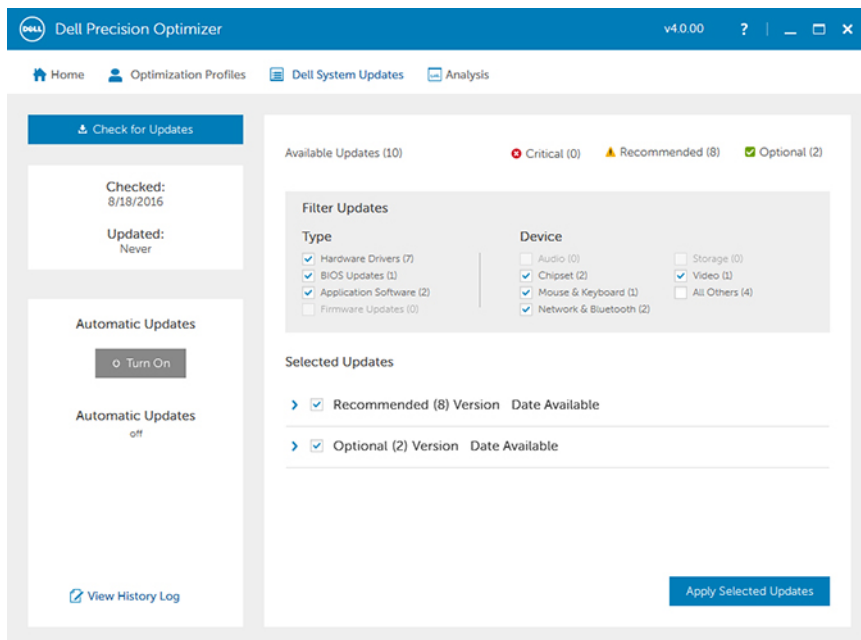 DELL Dell Precision Optimizer v4.0.00 ?
Home Optimization Profiles Dell System Updates Analysis
Check for Updates
Checked:
8/18/2016
Updated:
Never
Automatic Updates
Turn On
Automatic Updates
off
View History Log
Available Updates (10) Critical (0) Recommended (8) Optional (2)
Filter Updates
Type
Hardware Drivers (7)
BIOS Updates (1)
Application Software (2)
Firmware Updates (0)
Device
Audio (0)
Chipset (2)
Mouse & Keyboard (1)
Network & Bluetooth (2)
Storage (0)
Video (1)
All Others (4)
Selected Updates
Recommended (8) Version Date Available
Optional (2) Version Date Available
Apply Selected Updates